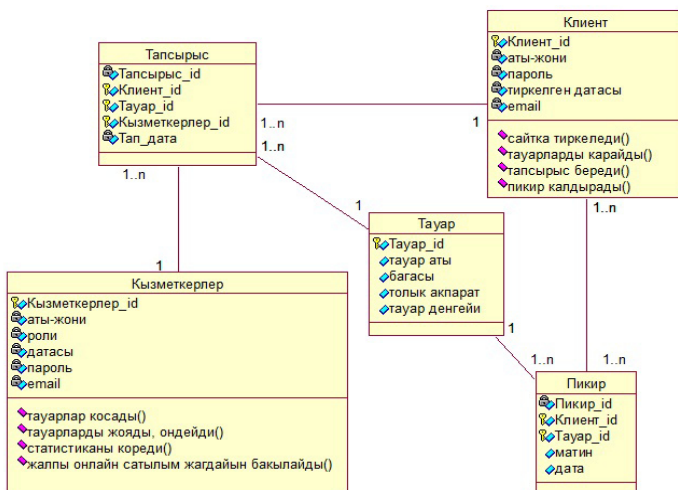 Тапсырыс
Тапсырыс_id
Клиент_id
Тауар_id
Кызметкерлер_id
Тап_дата
Клиент
Клиент_id
аты-жони
пароль
тиркелген датасы
email
сайтка тиркеледи()
тауарларды карайды()
тапсырыс береди()
пикир калдырады()
1..n
1
1..n
1..n
1
1
1..n
Тауар
Тауар_id
тауар аты
багасы
толык акпарат
тауар денгейи
1
1..n
1..n
Кызметкерлер
Кызметкерлер_id
аты-жони
роли
датасы
пароль
email
тауарлар косады()
тауарларды жояды, ондейди()
статистиканы кореди()
жалпы онлайн сатылым жагдайын бакылайды()
Пикир
Пикир_id
Клиент_id
Тауар_id
матин
дата